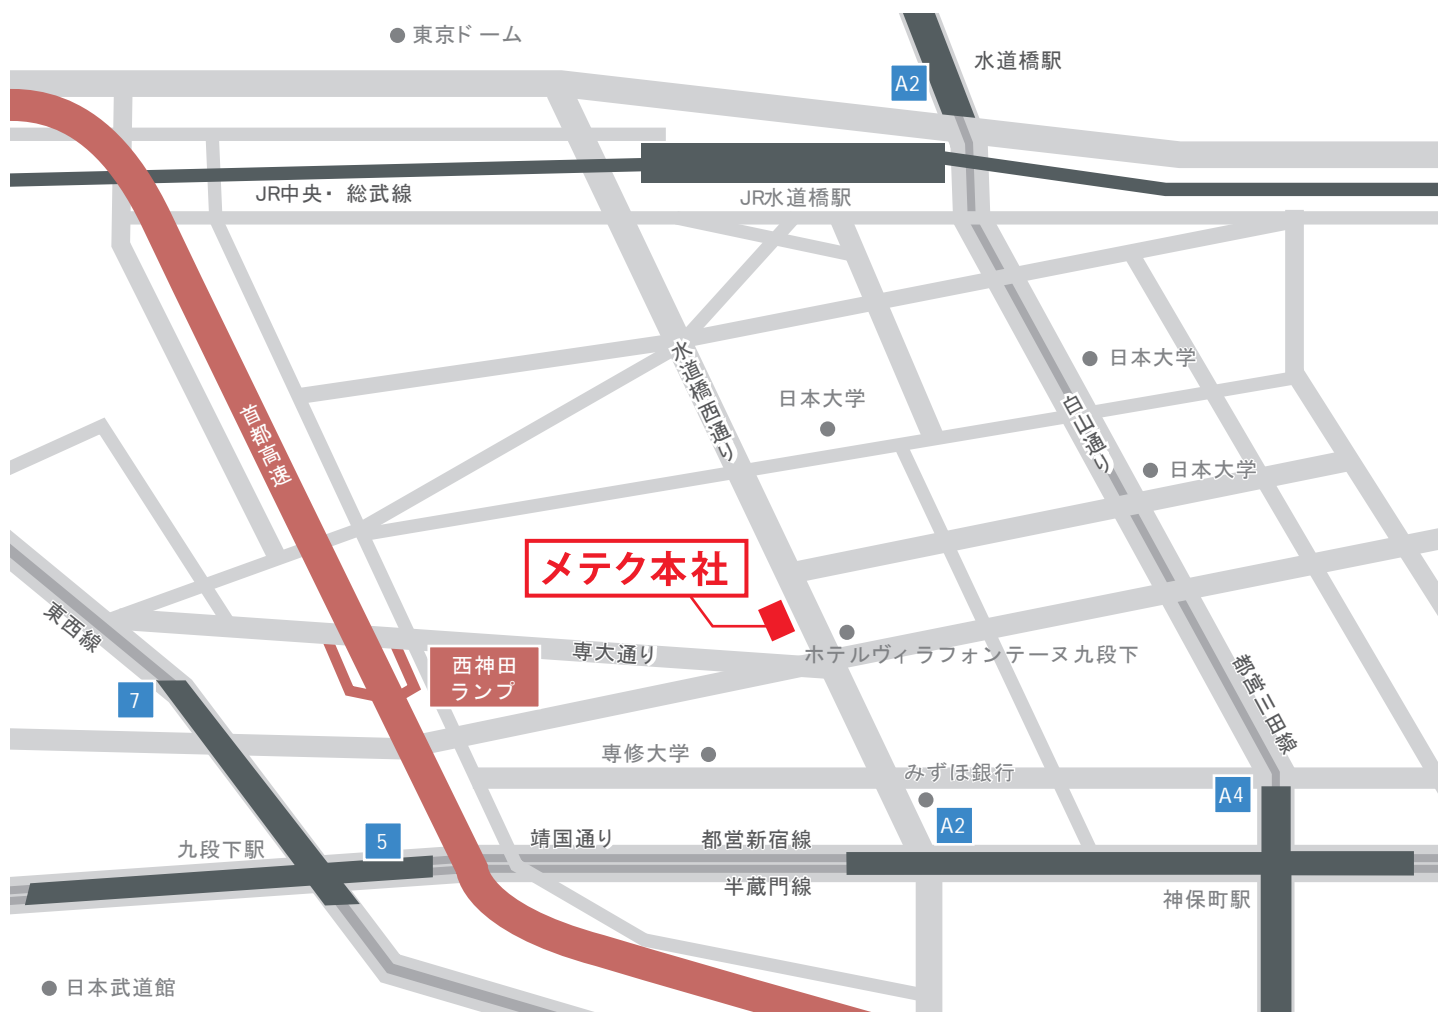 東京ドーム
水道橋駅
A2
JR中央・総武線
JR水道橋駅
水道橋西通り
日本大学
日本大学
白山通り
日本大学
首都高速
メテク本社
東西線
専大通り
ホテルヴィラフォンテーヌ九段下
西神田
ランプ
都営三田線
7
専修大学
みずほ銀行
A4
A2
5
九段下駅
靖国通り
都営新宿線
半蔵門線
神保町駅
日本武道館